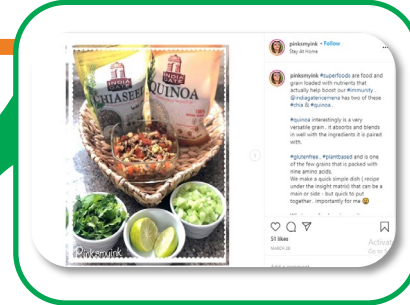 INDIA GATE
CHIASEED
INDIA GATE
QUINOA
Pinksmyink
pinksmyink • Follow
Stay At Home
pinksmyink #superfoods are food and
grain loaded with nutrients that
actually help boost our #immunity.
@indiagatericemena has two of these
#chia & #quinoa.
#quinoa interestingly is a very
versatile grain, it absorbs and blends
in well with the ingredients it is
paired
with.
#glutenfree, #plantbased and is one
of the few grains that is packed with
nine amino acids.
We make a quick simple dish ( recipe
under the insight matrix) that can be a
main or side - but quick to put
together. importantly for me
51 likes
MARCH 28
Activat
Go to